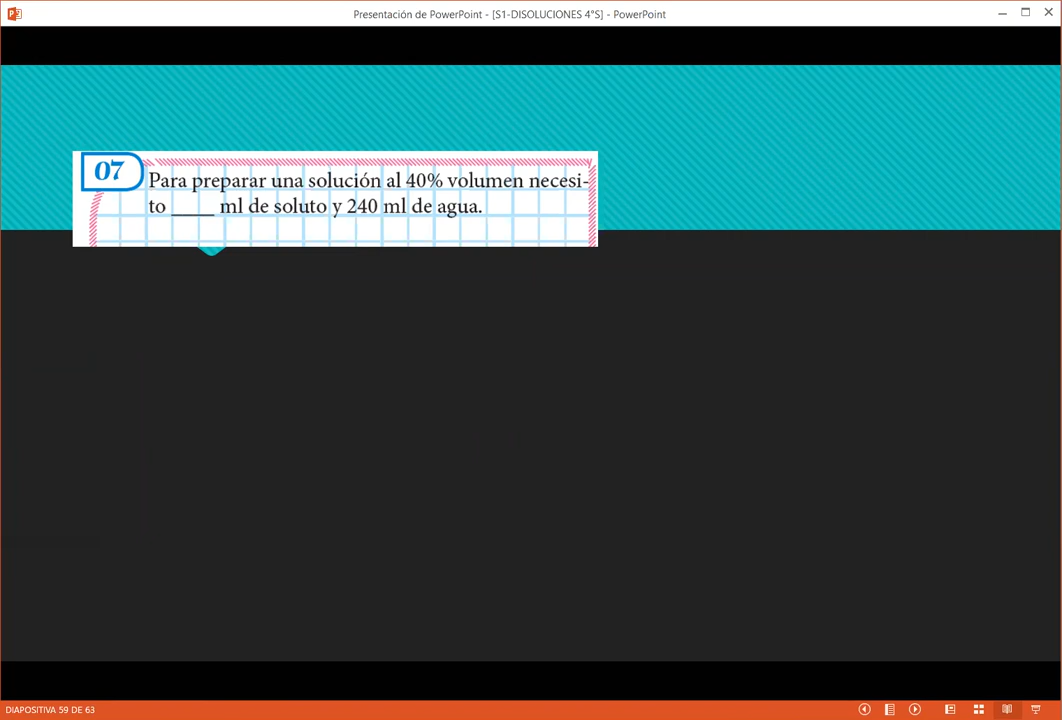 Presentación de PowerPoint - [S1-DISOLUCIONES 4°S] - PowerPoint
07
Para preparar una solución al 40% volumen necesi-
to _____ ml de soluto y 240 ml de agua.
DIAPOSITIVA 59 DE 63